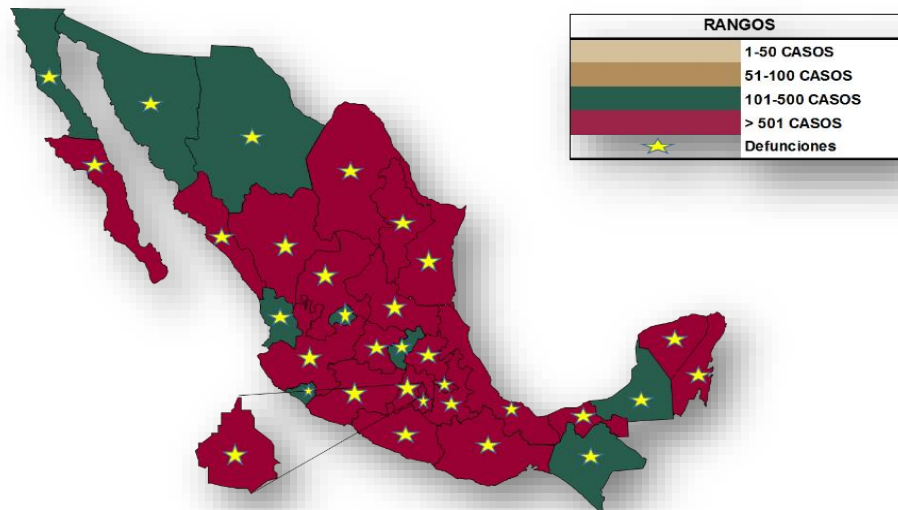 RANGOS
1-50 CASOS
51-100 CASOS
101-500 CASOS
> 501 CASOS
Defunciones